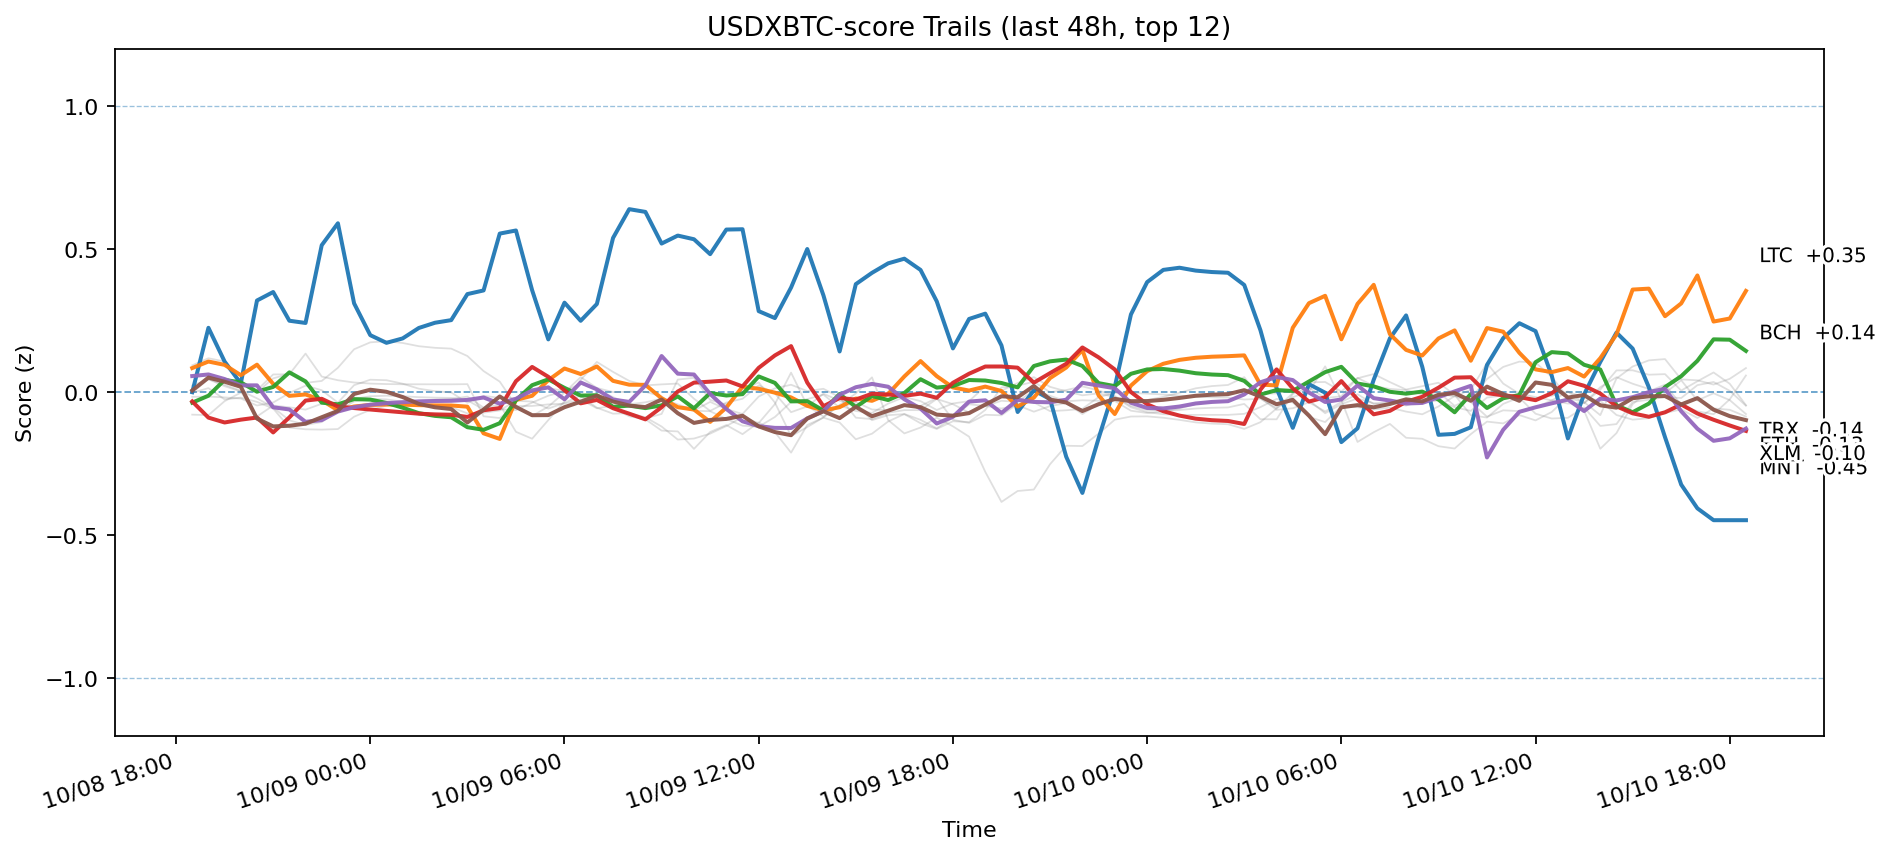 USDXBTC-score Trails (last 48h, top 12)
Score (z)
1.0
0.5
0.0
−0.5
−1.0
LTC +0.35
BCH +0.14
TRX -0.14
XLM -0.10
MNT -0.45
10/08 18:00
10/09 00:00
10/09 06:00
10/09 12:00
10/09 18:00
10/10 00:00
10/10 06:00
10/10 12:00
10/10 18:00
Time